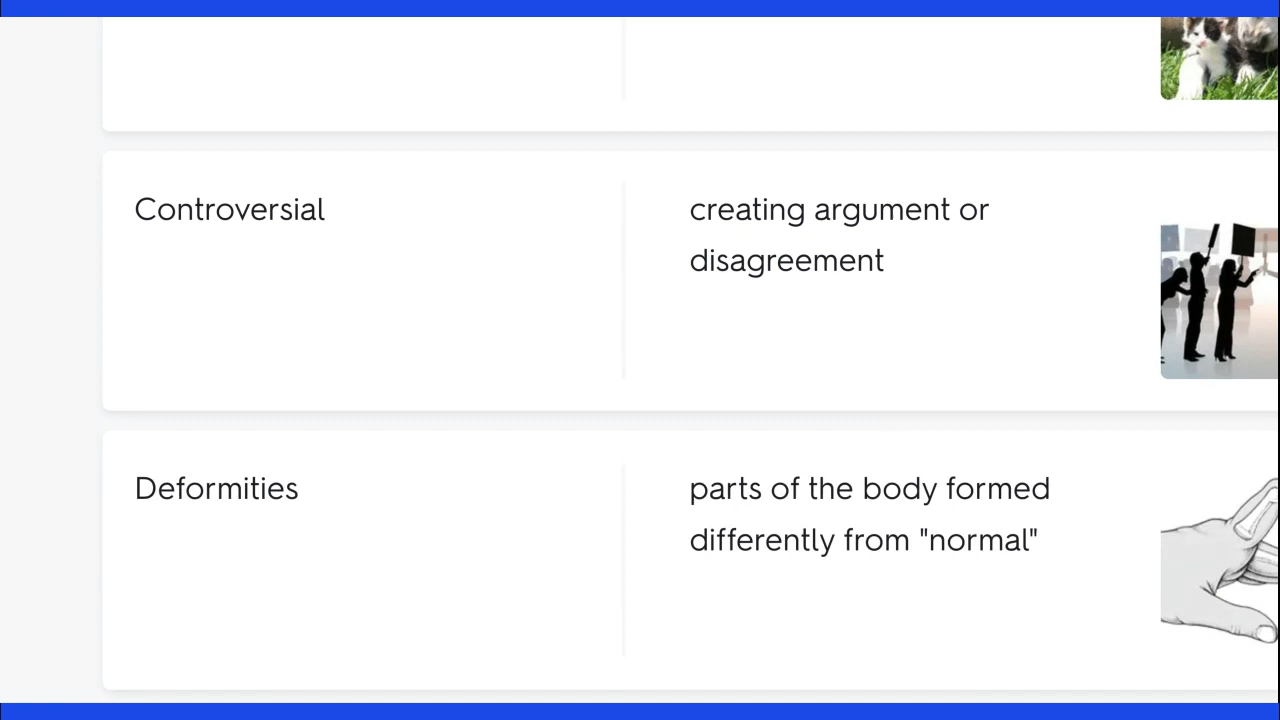 Controversial
creating argument or
disagreement
Deformities
parts of the body formed
differently from "normal"